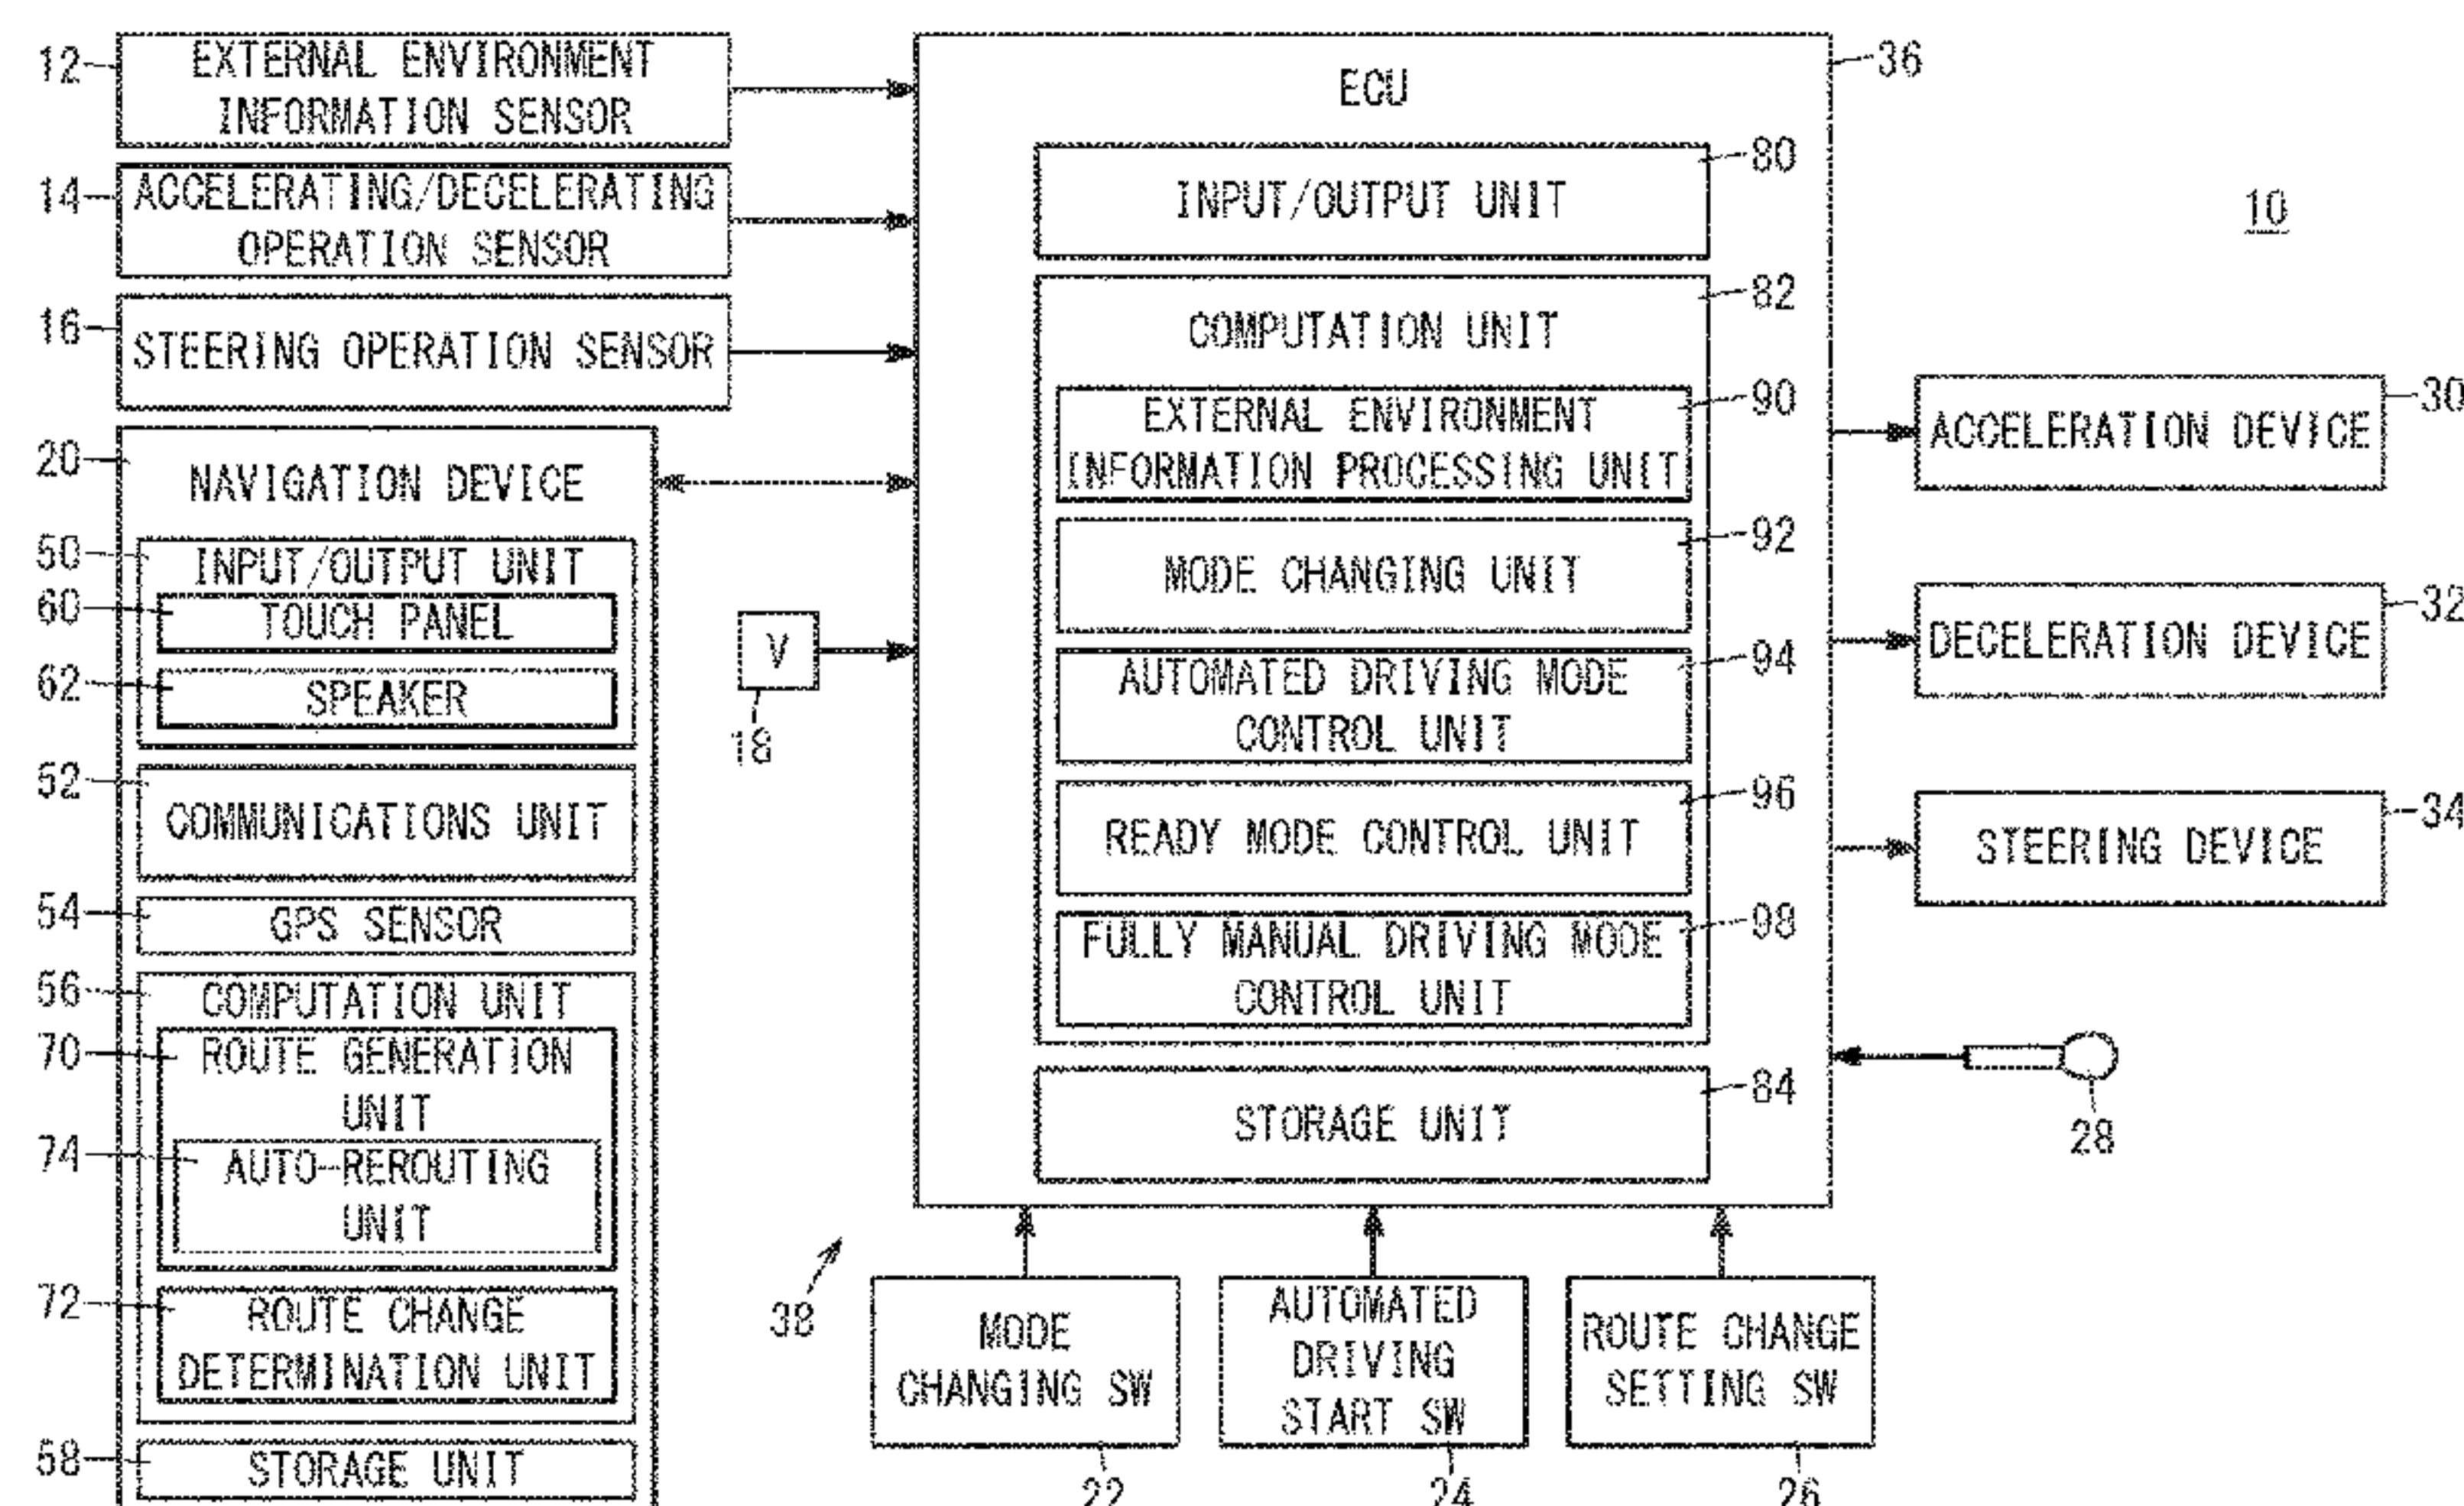 12
EXTERNAL ENVIRONMENT
INFORMATION SENSOR
14
ACCELERATING/DECELERATING
OPERATION SENSOR
16
STEERING OPERATION SENSOR
20
NAVIGATION DEVICE
50
INPUT/OUTPUT UNIT
60
TOUCH PANEL
62
SPEAKER
52
COMMUNICATIONS UNIT
54
GPS SENSOR
56
COMPUTATION UNIT
70
ROUTE GENERATION
UNIT
74
AUTO-REROUTING
UNIT
72
ROUTE CHANGE
DETERMINATION UNIT
58
STORAGE UNIT
V
18
ECU
36
INPUT/OUTPUT UNIT
80
COMPUTATION UNIT
82
EXTERNAL ENVIRONMENT
INFORMATION PROCESSING UNIT
90
MODE CHANGING UNIT
92
AUTOMATED DRIVING MODE
CONTROL UNIT
94
READY MODE CONTROL UNIT
96
FULLY MANUAL DRIVING MODE
CONTROL UNIT
98
STORAGE UNIT
84
38
MODE
CHANGING SW
22
AUTOMATED
DRIVING
START SW
24
ROUTE CHANGE
SETTING SW
26
10
ACCELERATION DEVICE
30
DECELERATION DEVICE
32
STEERING DEVICE
34
28